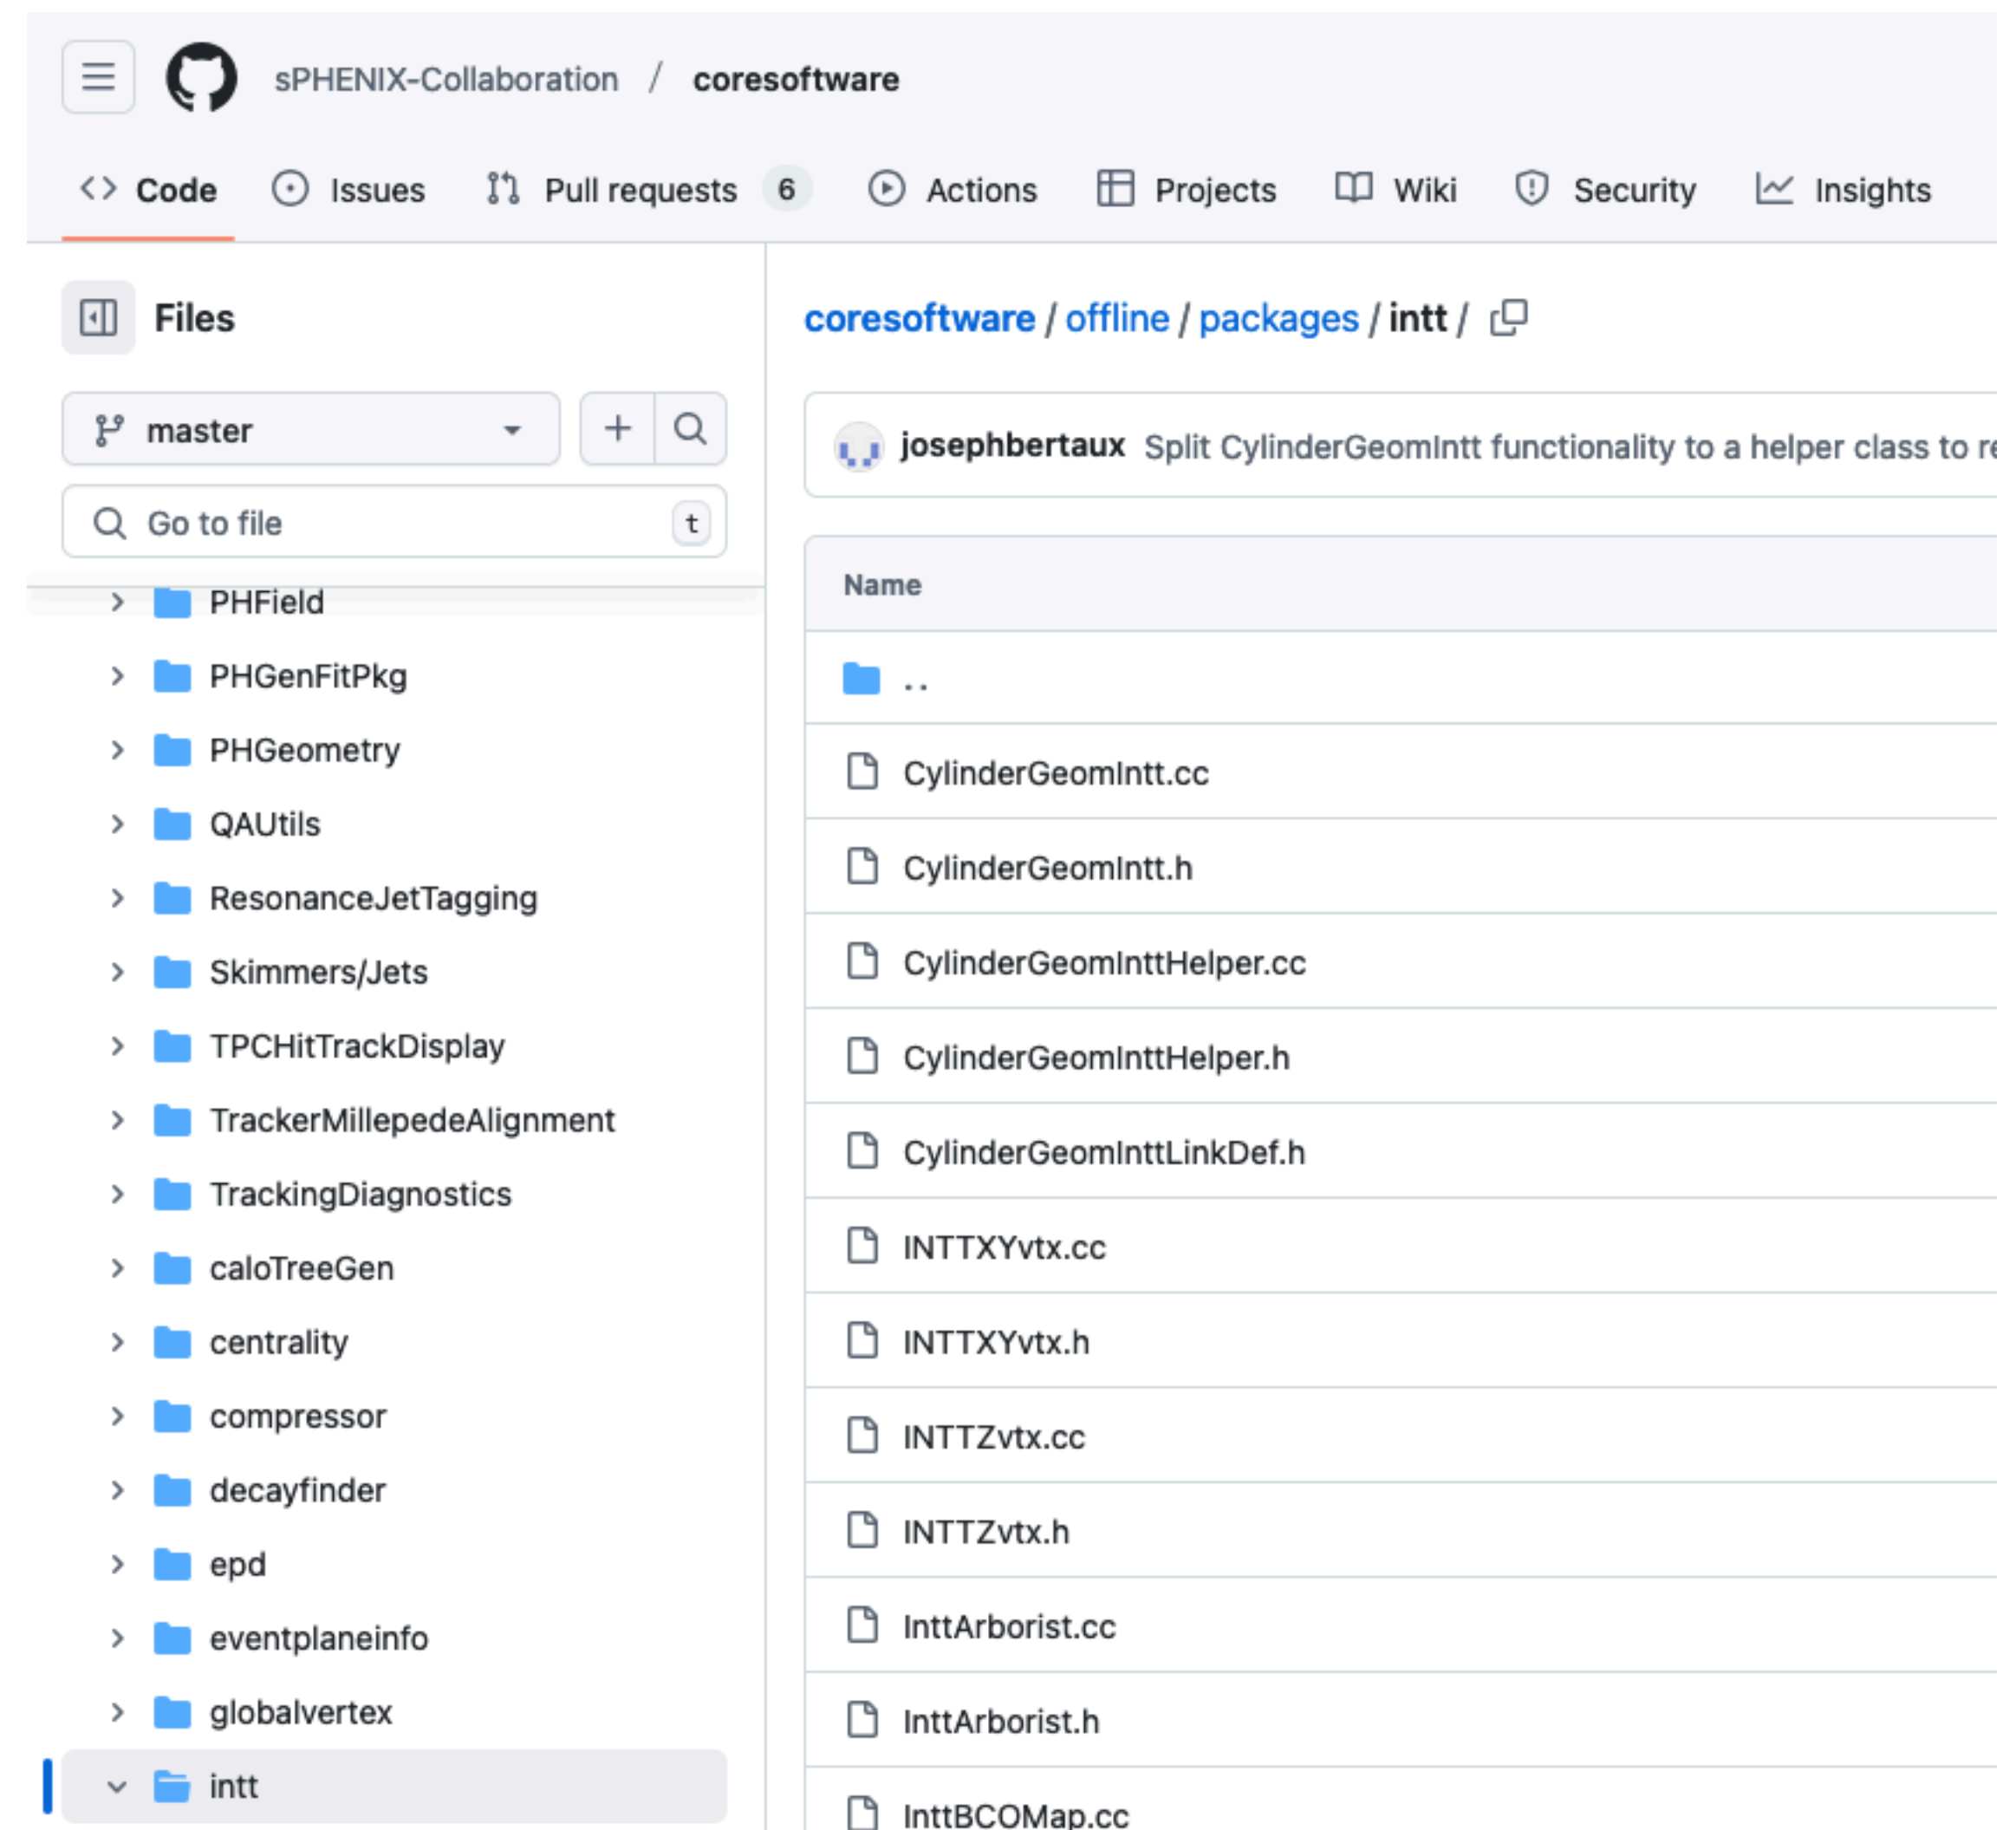 sPHENIX-Collaboration / coresoftware
Code Issues Pull requests 6 Actions Projects Wiki Security Insights
Files
master
Go to file t
PHField
PHGenFitPkg
PHGeometry
QAUtils
ResonanceJetTagging
Skimmers/Jets
TPCHitTrackDisplay
TrackerMillepedeAlignment
TrackingDiagnostics
caloTreeGen
centrality
compressor
decayfinder
epd
eventplaneinfo
globalvertex
intt
coresoftware / offline / packages / intt /
josephbertaux Split CylinderGeomIntt functionality to a helper class to
Name
..
CylinderGeomIntt.cc
CylinderGeomIntt.h
CylinderGeomInttHelper.cc
CylinderGeomInttHelper.h
CylinderGeomInttLinkDef.h
INTTXYvtx.cc
INTTXYvtx.h
INTTZvtx.cc
INTTZvtx.h
InttArborist.cc
InttArborist.h
InttBCOMap.cc